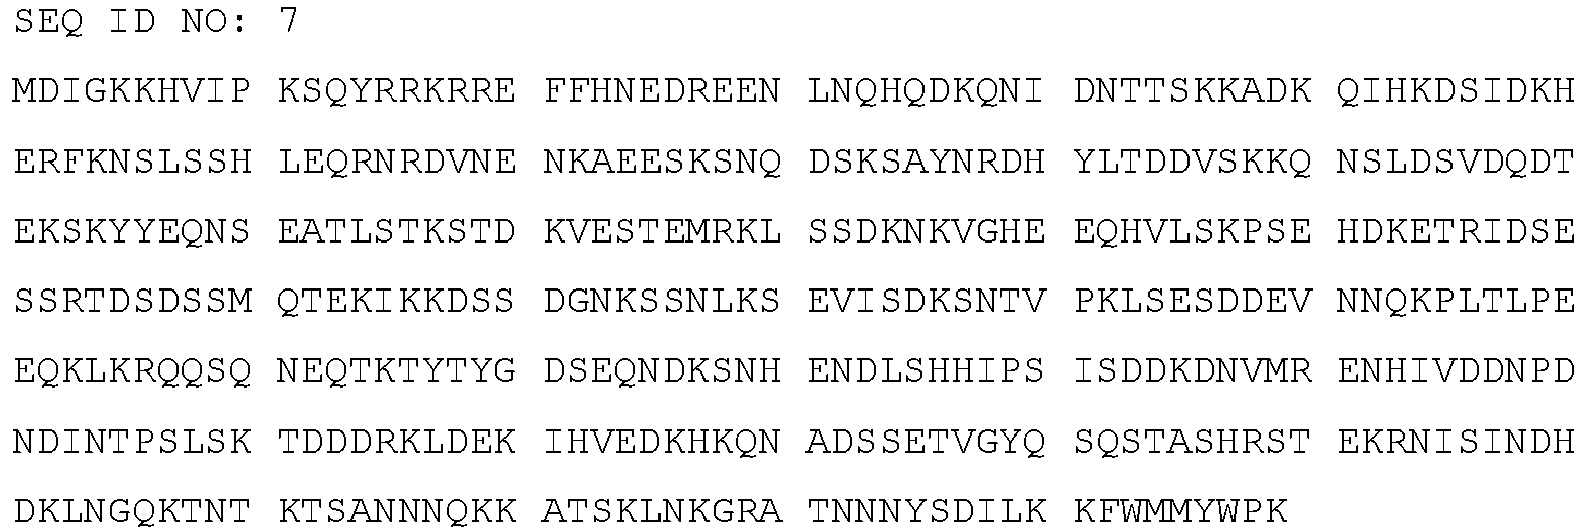 SEQ ID NO: 7
MDIGKKHVIP KSQYRRKRRE FFHNEDREEN LNQHQDKQNI DNTTSKKADK QIHKDSIDKH
ERFKNSLSSH LEQRNRDVNE NKAEESKSNQ DSKSAYNRDH YLTDDVSKKQ NSLDSVDQDT
EKSKYYEQNS EATLSTKSTD KVESTEMRKL SSDKNKVGHE EQHVLSKPSE HDKETRIDSE
SSRTDSDSSM QTEKIKKDSS DGNKSSNLKS EVISDKSNTV PKLSESDDEV NNQKPLTLPE
EQKLKRQQSQ NEQTKTYTYG DSEQNDKSNH ENDLSHHIPS ISDDKDNVMR ENHIVDDNPD
NDINTPSLSK TDDDRKLDEK IHVEDKHKQN ADSSETVGYQ SQSTASHRST EKRNISINDH
DKLNGQKTNT KTSANNNQKK ATSKLNKGRA TNNNYSDILK KFWMMYWPK